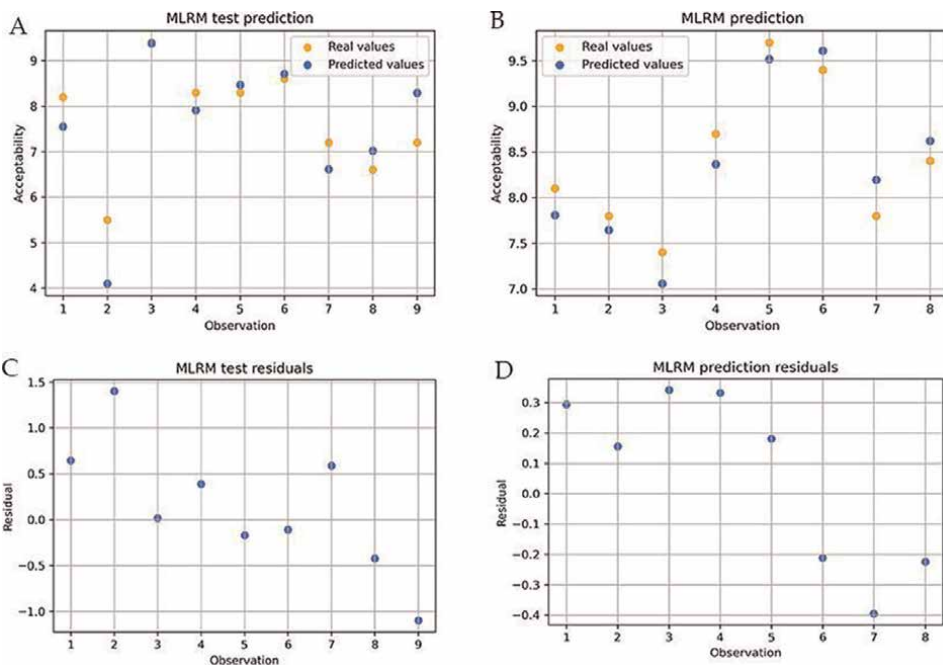 A
MLRM test prediction
Real values
Predicted values
Acceptability
9
8
7
6
5
4
1 2 3 4 5 6 7 8 9
Observation
B
MLRM prediction
Real values
Predicted values
Acceptability
9.5
9.0
8.5
8.0
7.5
7.0
1 2 3 4 5 6 7 8
Observation
C
MLRM test residuals
Residual
1.5
1.0
0.5
0.0
−0.5
−1.0
1 2 3 4 5 6 7 8 9
Observation
D
MLRM prediction residuals
Residual
0.3
0.2
0.1
0.0
−0.1
−0.2
−0.3
−0.4
1 2 3 4 5 6 7 8
Observation